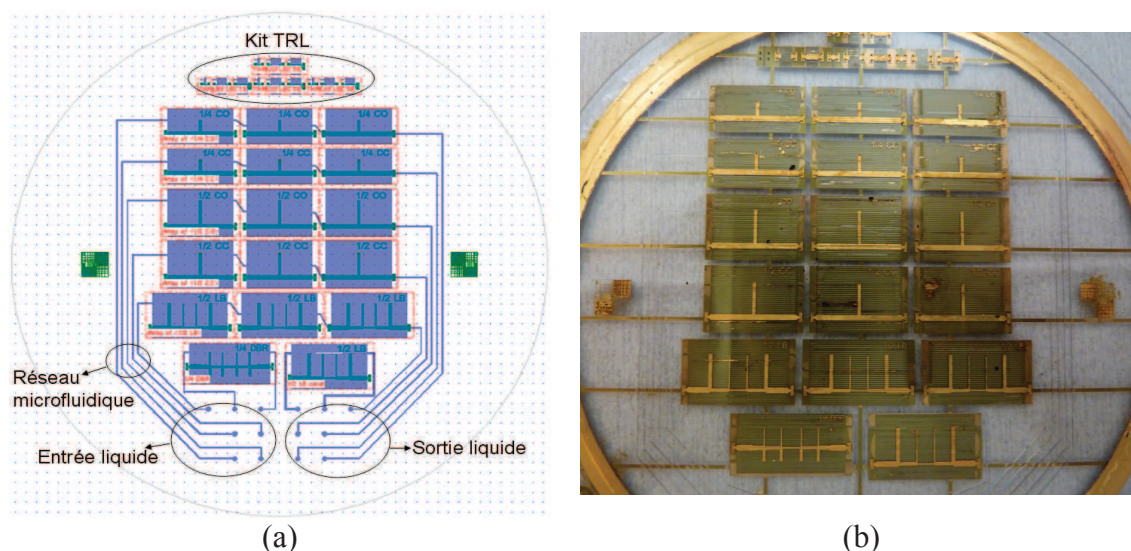 Kit TRL
1/4 CO
1/4 CO
1/4 CO
1/4 CC
1/4 CC
1/4 CC
1/2 CO
1/2 CO
1/2 CO
1/2 CC
1/2 CC
1/2 CC
1/2 LB
1/2 LB
1/2 LB
1/4 DBR
1/2 LB
Réseau
microfluidique
Entrée liquide
Sortie liquide
(a)
(b)